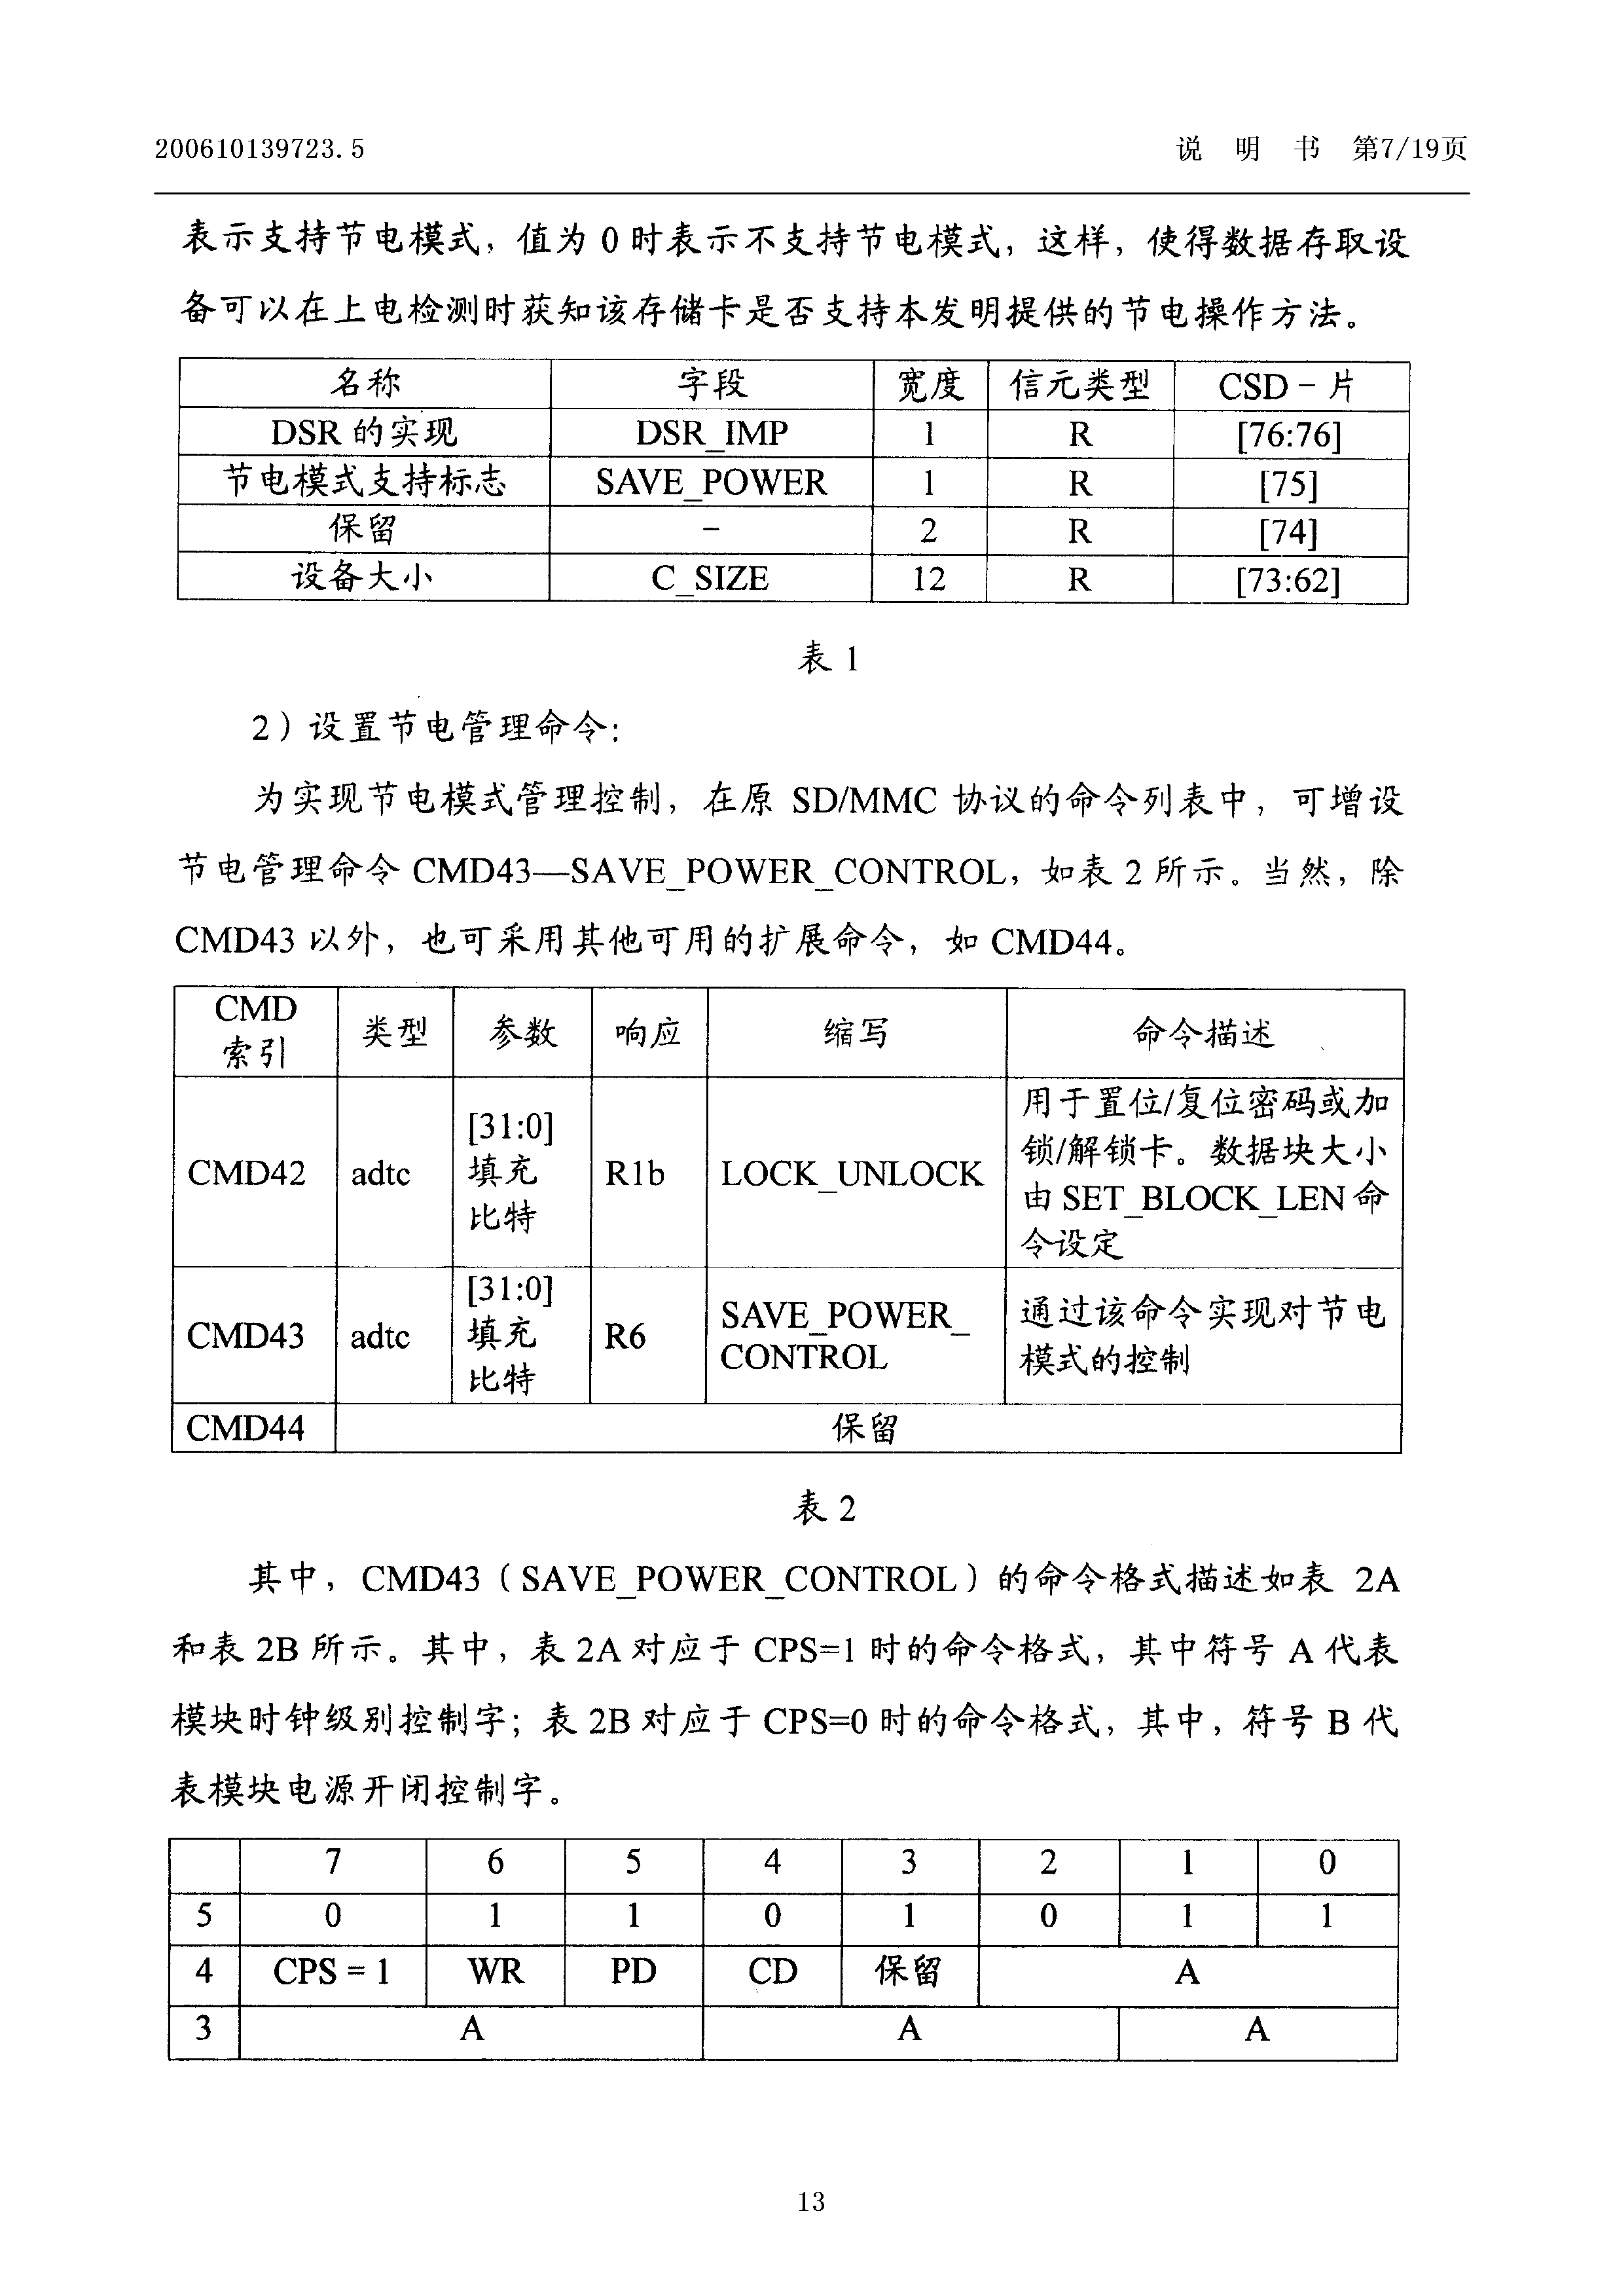 200610139723.5 说 明 书 第7/19页
表示支持节电模式，值为 0 时表示不支持节电模式，这样，使得数据存取设
备可以在上电检测时获知该存储卡是否支持本发明提供的节电操作方法。
名称 字段 宽度 信元类型 CSD－片
DSR 的实现 DSR_IMP 1 R [76:76]
节电模式支持标志 SAVE_POWER 1 R [75]
保留 － 2 R [74]
设备大小 C_SIZE 12 R [73:62]
表 1
2）设置节电管理命令：
为实现节电模式管理控制，在原 SD/MMC 协议的命令列表中，可增设
节电管理命令 CMD43—SAVE_POWER_CONTROL，如表 2 所示。当然，除
CMD43 以外，也可采用其他可用的扩展命令，如 CMD44。
CMD
索引
类型 参数 响应 缩写 命令描述
CMD42 adtc
[31:0]
填充
比特
R1b LOCK_UNLOCK
用于置位/复位密码或加
锁/解锁卡。数据块大小
由 SET_BLOCK_LEN 命
令设定
CMD43 adtc
[31:0]
填充
比特
R6
SAVE_POWER_
CONTROL
通过该命令实现对节电
模式的控制
CMD44 保留
表 2
其中，CMD43（SAVE_POWER_CONTROL）的命令格式描述如表 2A
和表 2B 所示。其中，表 2A 对应于 CPS=1 时的命令格式，其中符号 A 代表
模块时钟级别控制字；表 2B 对应于 CPS=0 时的命令格式，其中，符号 B 代
表模块电源开闭控制字。
7 6 5 4 3 2 1 0
5 0 1 1 0 1 0 1 1
4 CPS = 1 WR PD CD 保留 A
3 A A A
13